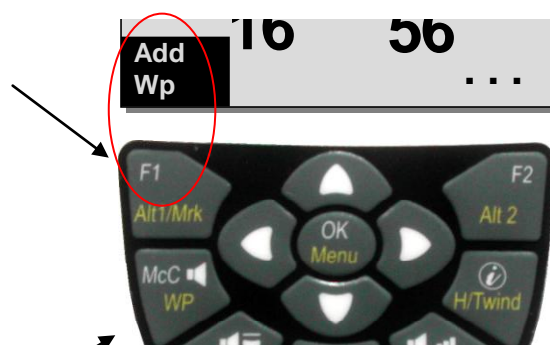 16 56
Add
Wp
...
F1 F2
Alt1/Mrk Alt 2
OK
Menu
McC i
WP H/Twind